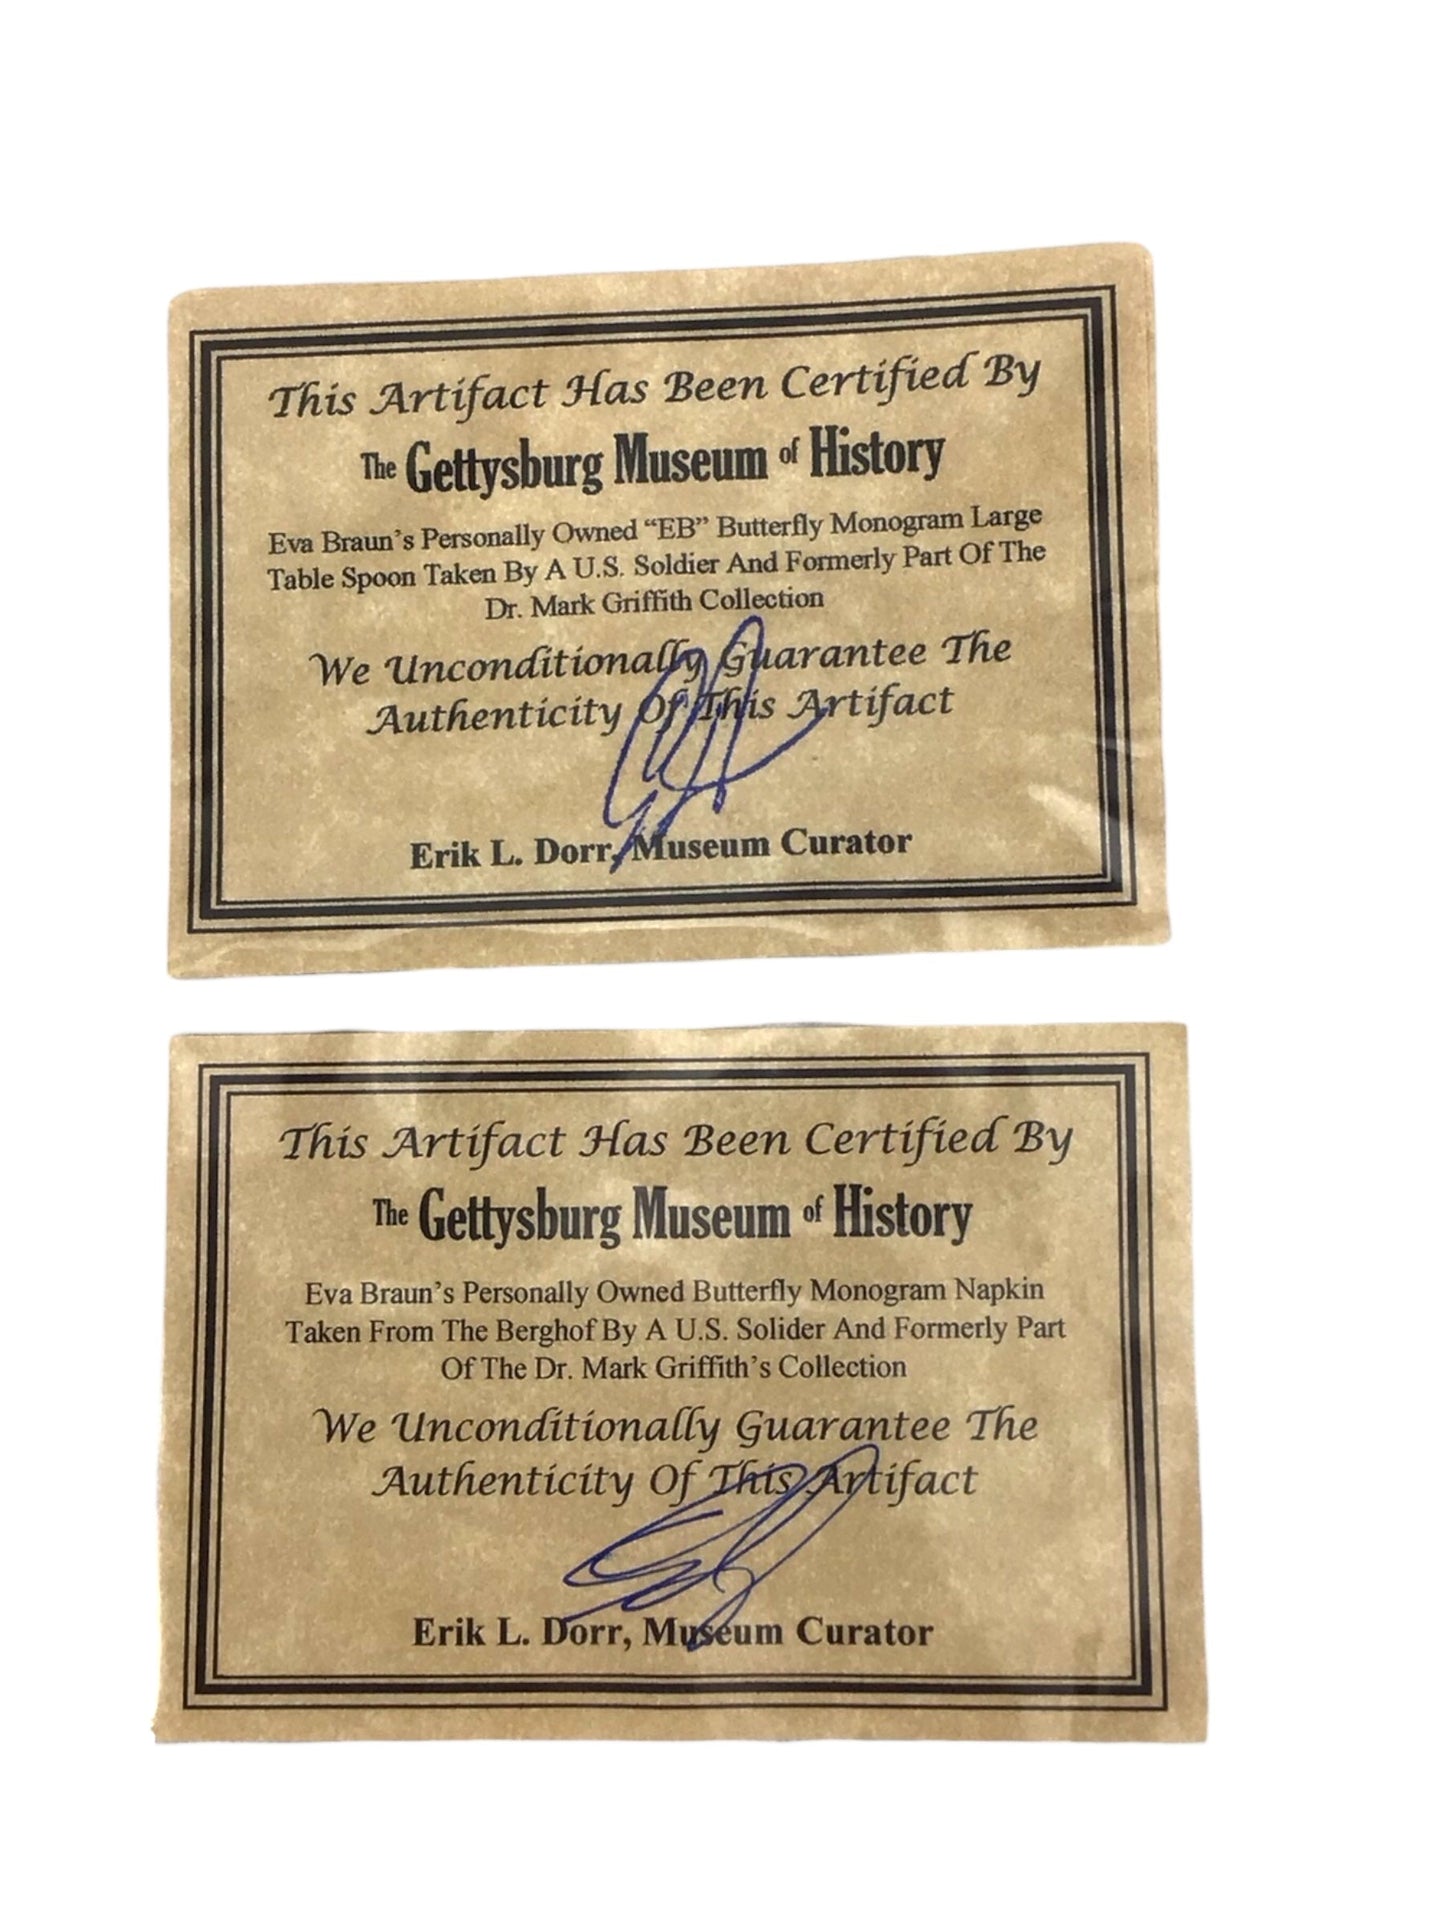 This Artifact Has Been Certified By
The Gettysburg Museum of History
Eva Braun's Personally Owned “EB” Butterfly Monogram Large
Table Spoon Taken By A U.S. Soldier And Formerly Part Of The
Dr. Mark Griffith Collection
We Unconditionally Guarantee The
Authenticity Of This Artifact
Erik L. Dorr, Museum Curator
This Artifact Has Been Certified By
The Gettysburg Museum of History
Eva Braun's Personally Owned Butterfly Monogram Napkin
Taken From The Berghof By A U.S. Solider And Formerly Part
Of The Dr. Mark Griffith's Collection
We Unconditionally Guarantee The
Authenticity Of This Artifact
Erik L. Dorr, Museum Curator